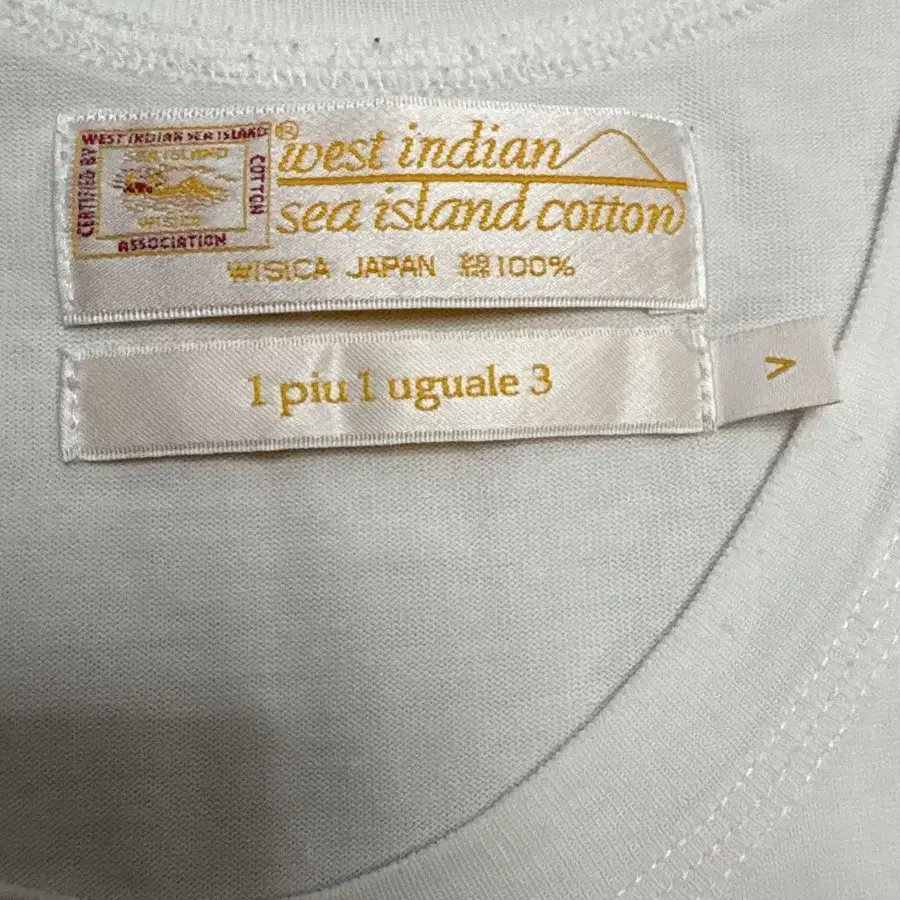 WEST INDIAN SEA ISLAND
CERTIFIED BY
SEA ISLAND
WISICA
COTTON
ASSOCIATION
®
west indian
sea island cotton
WISICA JAPAN 綿100%
1 piu 1 uguale 3
V